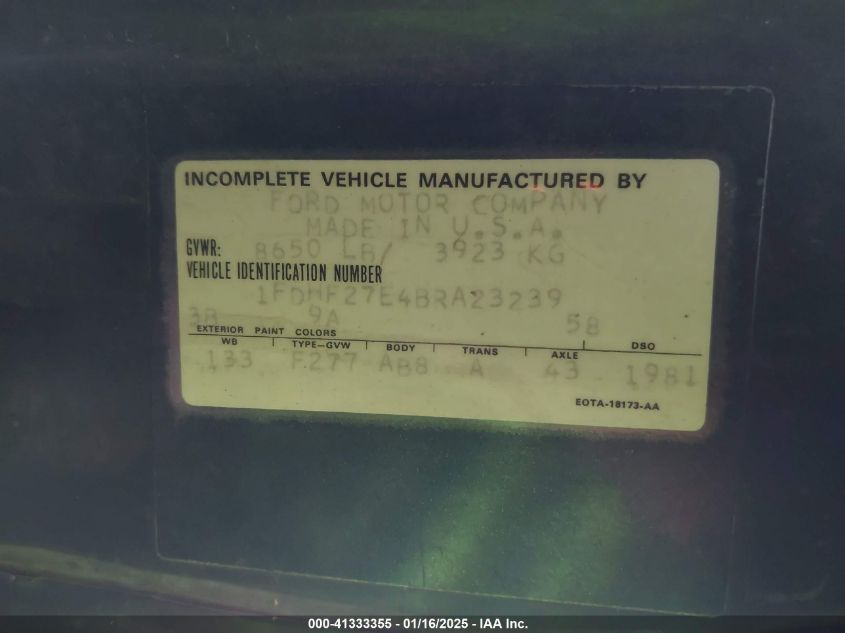 INCOMPLETE VEHICLE MANUFACTURED BY
FORD MOTOR COMPANY
MADE IN U.S.A.
GVWR: 8650 LB/ 3923 KG
VEHICLE IDENTIFICATION NUMBER
1FDHF27E4BRA23239
3B 9A 58
EXTERIOR PAINT COLORS DSO
WB TYPE-GVW BODY TRANS AXLE
133 F277 AB8 A 43 1981
EOTA-18173-AA
000-41333355 - 01/16/2025 - IAA Inc.